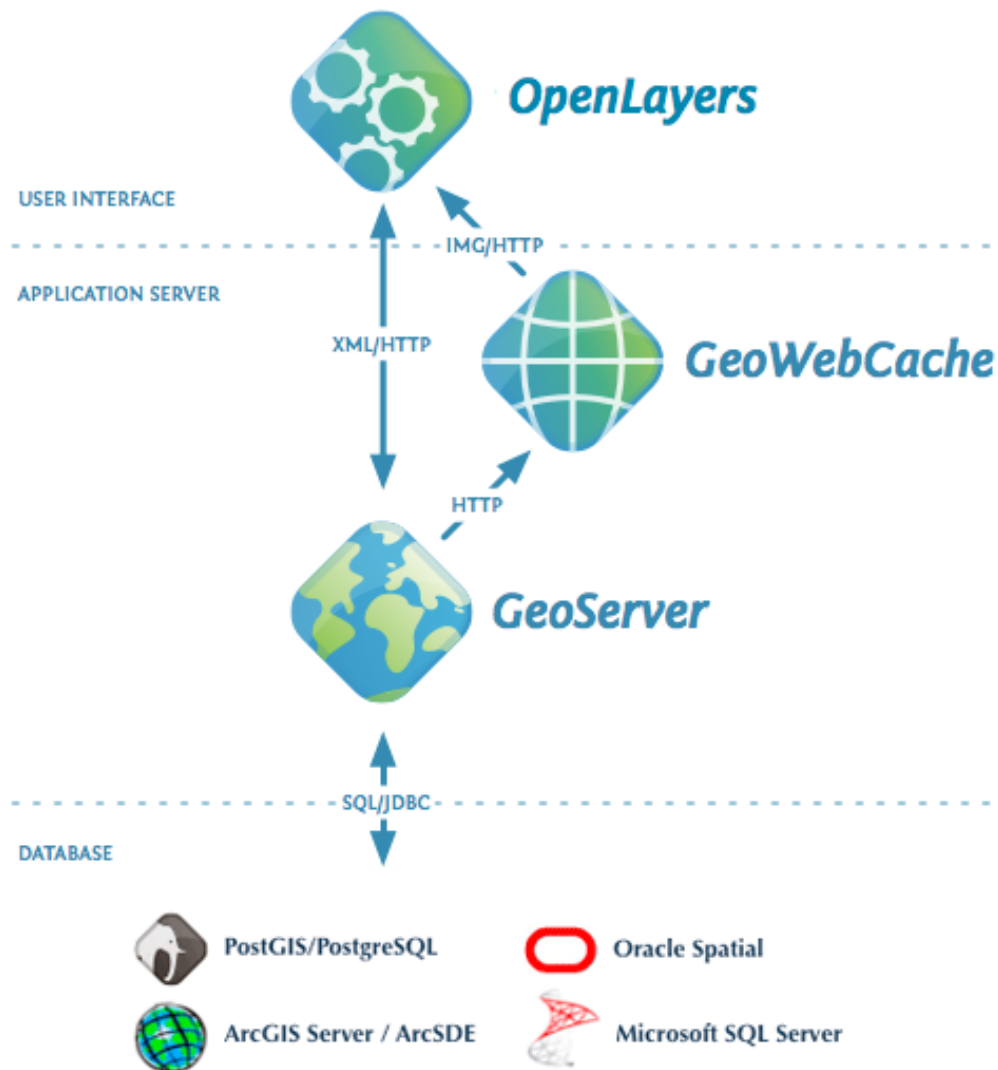 OpenLayers
USER INTERFACE
IMG/HTTP
APPLICATION SERVER
XML/HTTP
GeoWebCache
HTTP
GeoServer
SQL/JDBC
DATABASE
PostGIS/PostgreSQL
Oracle Spatial
ArcGIS Server / ArcSDE
Microsoft SQL Server